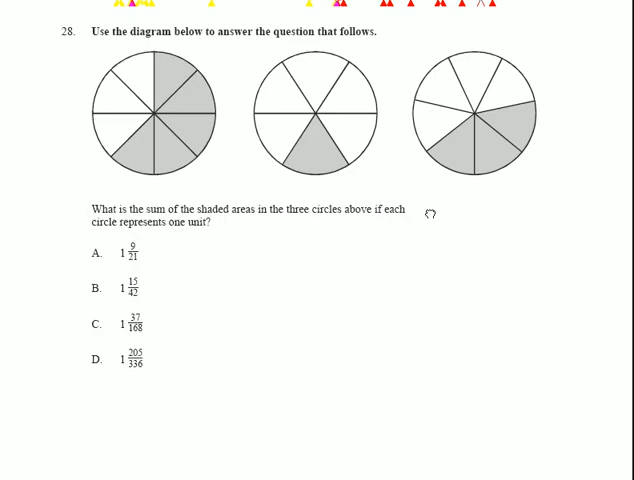 28. Use the diagram below to answer the question that follows.
What is the sum of the shaded areas in the three circles above if each
circle represents one unit?
A. 1 9/21
B. 1 15/42
C. 1 37/168
D. 1 205/336